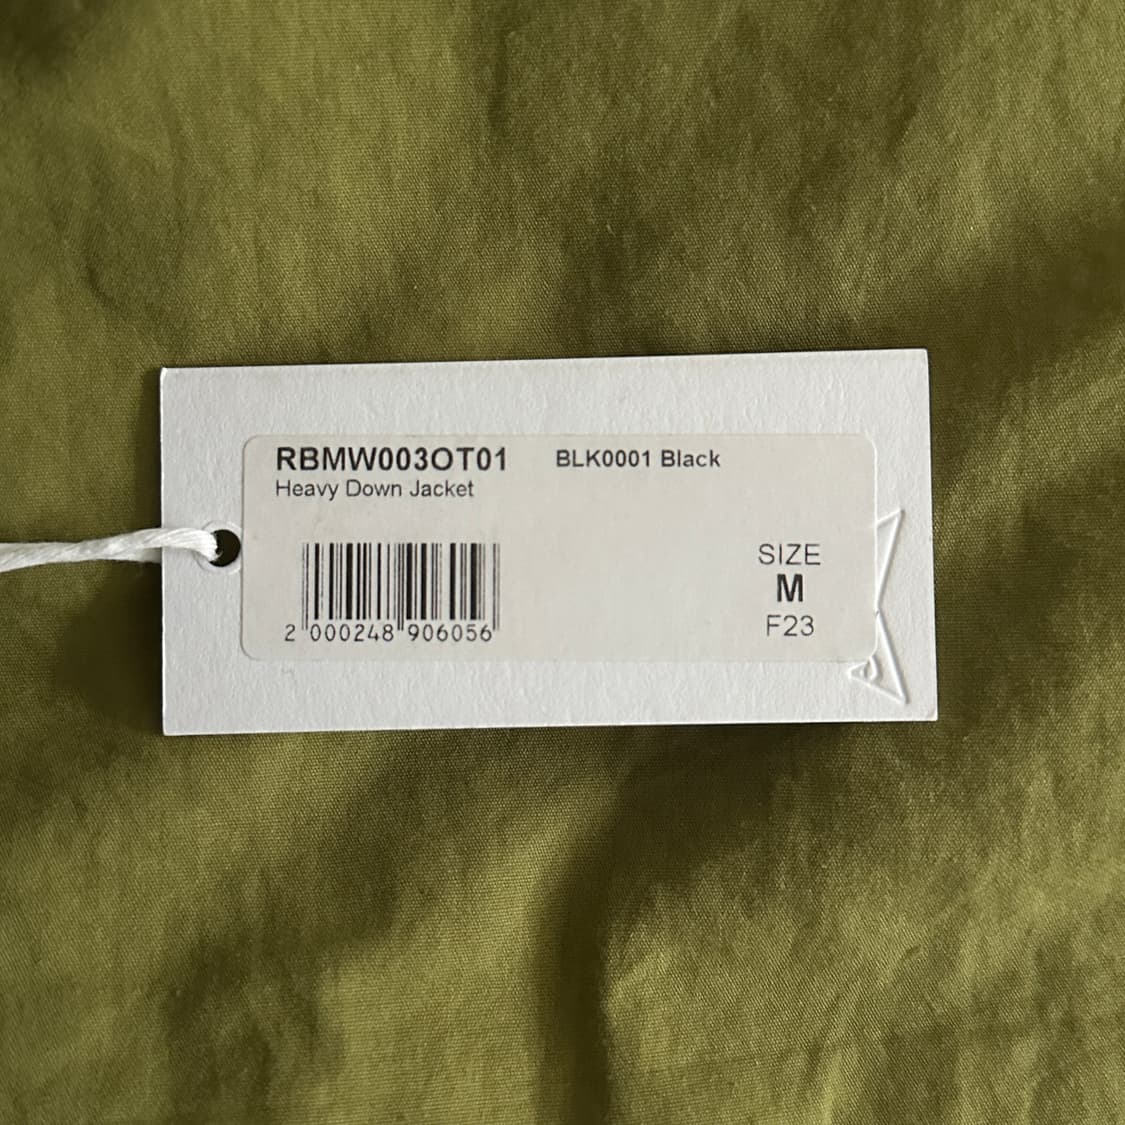 RBMW003OT01 BLK0001 Black
Heavy Down Jacket
SIZE
M
F23
2 000248 906056